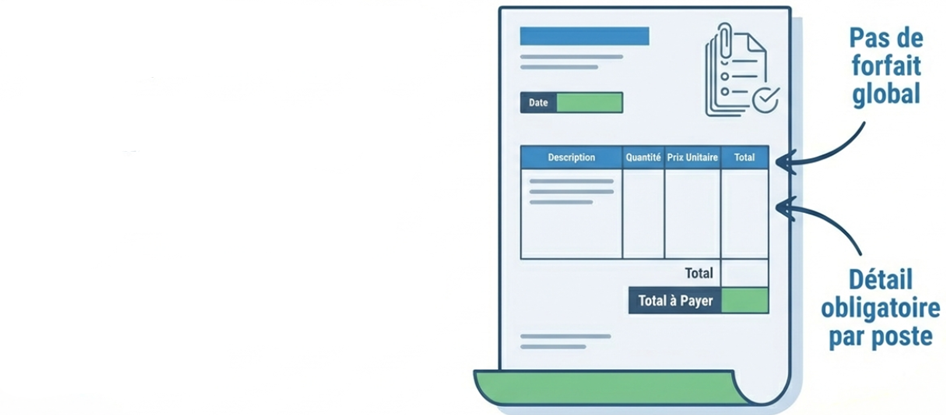 Pas de
forfait
global
Date
Description Quantité Prix Unitaire Total
Total
Total à Payer
Détail
obligatoire
par poste